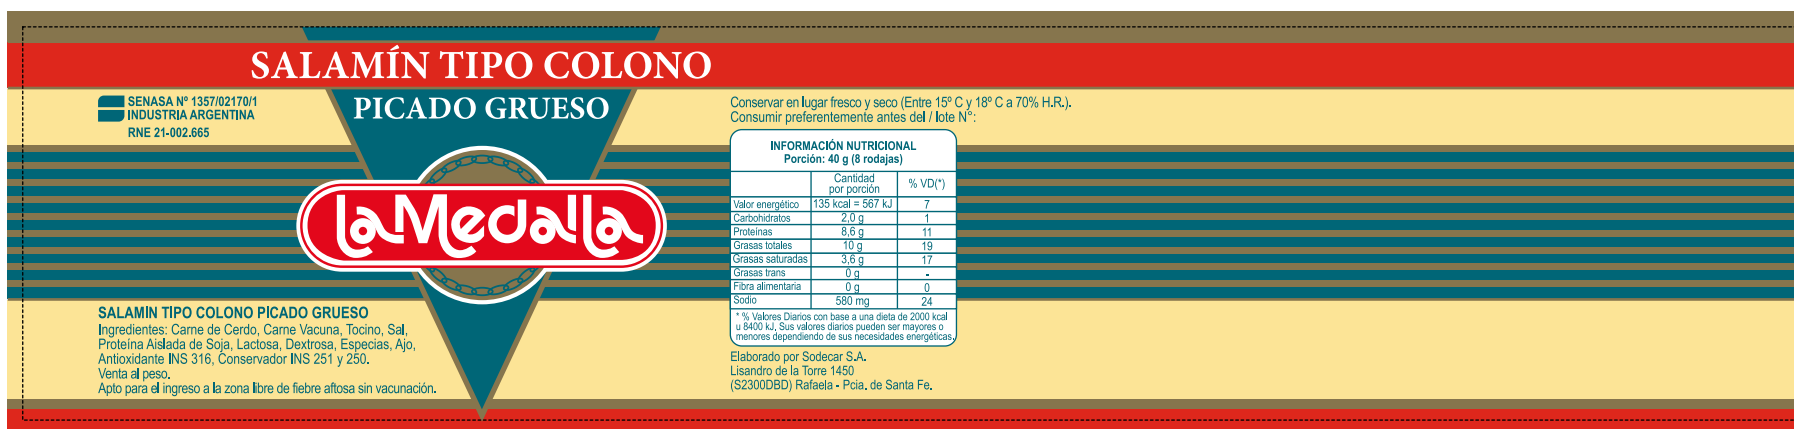 SALAMÍN TIPO COLONO
PICADO GRUESO
SENASA Nº 1357/02170/1
INDUSTRIA ARGENTINA
RNE 21-002.665
La Medalla
SALAMÍN TIPO COLONO PICADO GRUESO
Ingredientes: Carne de Cerdo, Carne Vacuna, Tocino, Sal,
Proteína Aislada de Soja, Lactosa, Dextrosa, Especias, Ajo,
Antioxidante INS 316, Conservador INS 251 y 250.
Venta al peso.
Apto para el ingreso a la zona libre de fiebre aftosa sin vacunación.
Conservar en lugar fresco y seco (Entre 15º C y 18º C a 70% H.R.).
Consumir preferentemente antes del / lote N°:
INFORMACIÓN NUTRICIONAL
Porción: 40 g (8 rodajas)
Cantidad
por porción % VD(*)
Valor energético 135 kcal = 567 kJ 7
Carbohidratos 2,0 g 1
Proteínas 8,6 g 11
Grasas totales 10 g 19
Grasas saturadas 3,6 g 17
Grasas trans 0 g -
Fibra alimentaria 0 g 0
Sodio 580 mg 24
* % Valores Diarios con base a una dieta de 2000 kcal
u 8400 kJ, Sus valores diarios pueden ser mayores o
menores dependiendo de sus necesidades energéticas.
Elaborado por Sodecar S.A.
Lisandro de la Torre 1450
(S2300DBD) Rafaela - Pcia. de Santa Fe.